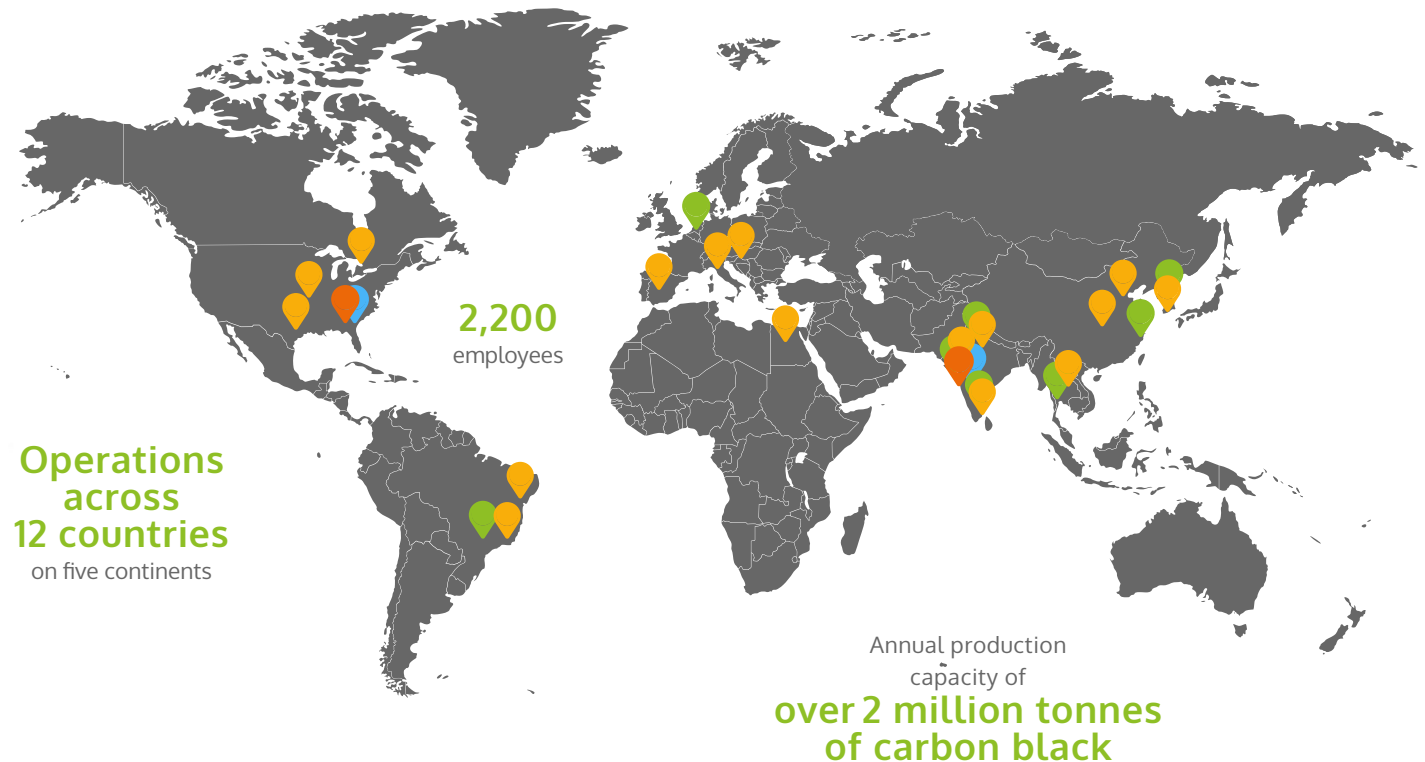 2,200
employees
Operations
across
12 countries
on five continents
Annual production
capacity of
over 2 million tonnes
of carbon black